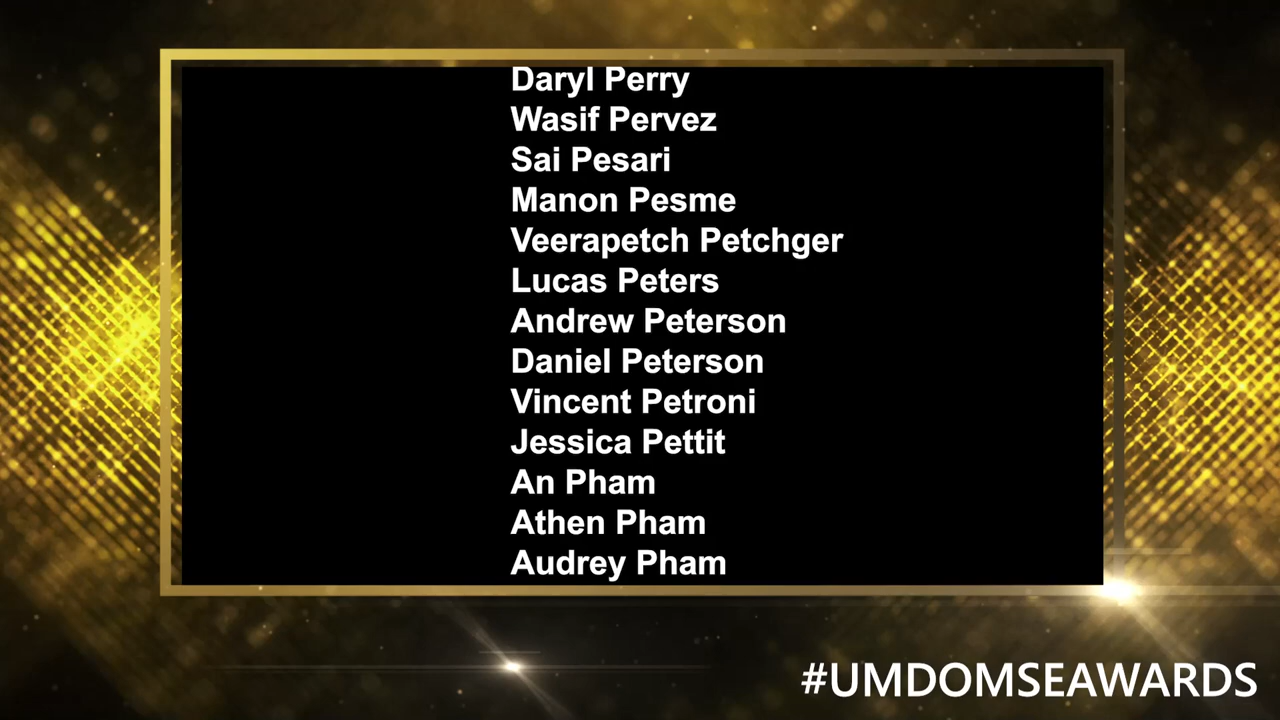 Daryl Perry
Wasif Pervez
Sai Pesari
Manon Pesme
Veerapetch Petchger
Lucas Peters
Andrew Peterson
Daniel Peterson
Vincent Petroni
Jessica Pettit
An Pham
Athen Pham
Audrey Pham
#UMDOMSEAWARDS